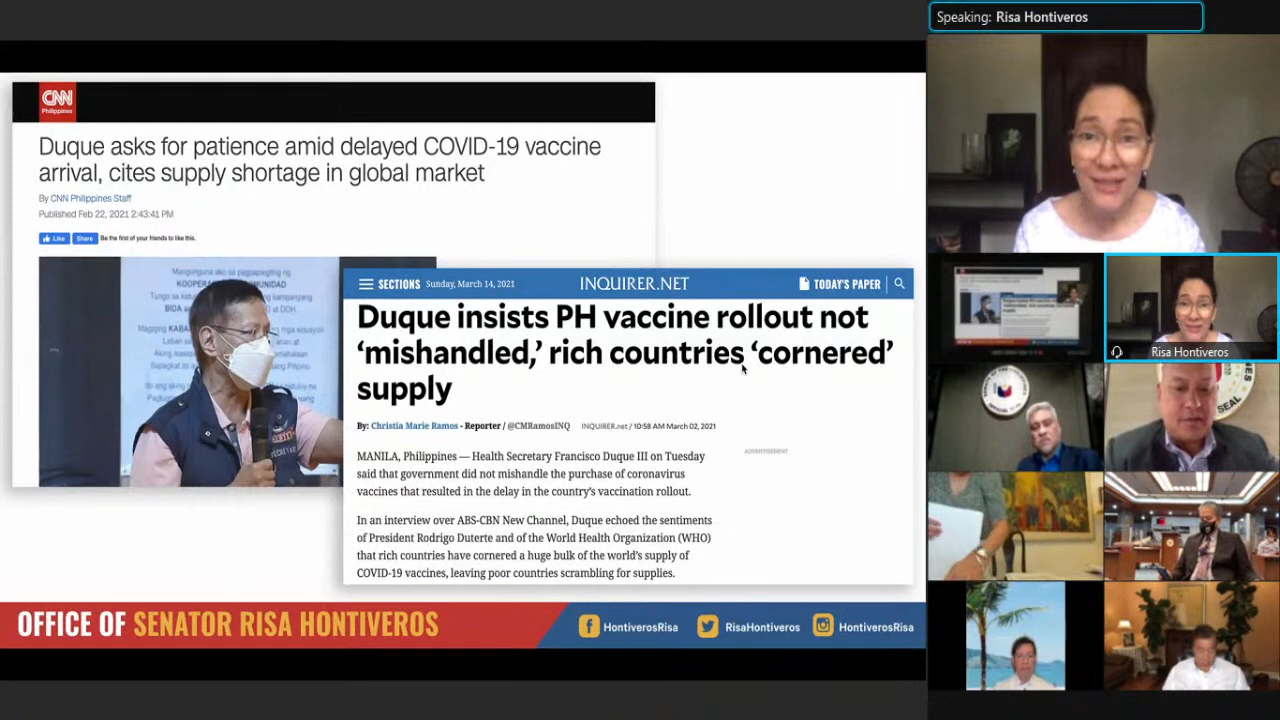 Speaking: Risa Hontiveros
CNN
Philippines
Duque asks for patience amid delayed COVID-19 vaccine
arrival, cites supply shortage in global market
By CNN Philippines Staff
Published Feb 22, 2021 2:43:41 PM
Like Share Be the first of your friends to like this.
KOOPERA
BIDA
SECTIONS Sunday, March 14, 2021 INQUIRER.NET TODAY'S PAPER
Duque insists PH vaccine rollout not
‘mishandled,’ rich countries ‘cornered’
supply
By: Christia Marie Ramos - Reporter / @CMRamosINQ INQUIRER.net / 10:58 AM March 02, 2021
ADVERTISEMENT
MANILA, Philippines — Health Secretary Francisco Duque III on Tuesday
said that government did not mishandle the purchase of coronavirus
vaccines that resulted in the delay in the country's vaccination rollout.
In an interview over ABS-CBN New Channel, Duque echoed the sentiments
of President Rodrigo Duterte and of the World Health Organization (WHO)
that rich countries have cornered a huge bulk of the world's supply of
COVID-19 vaccines, leaving poor countries scrambling for supplies.
OFFICE OF SENATOR RISA HONTIVEROS
HontiverosRisa RisaHontiveros HontiverosRisa
Risa Hontiveros
SEAL